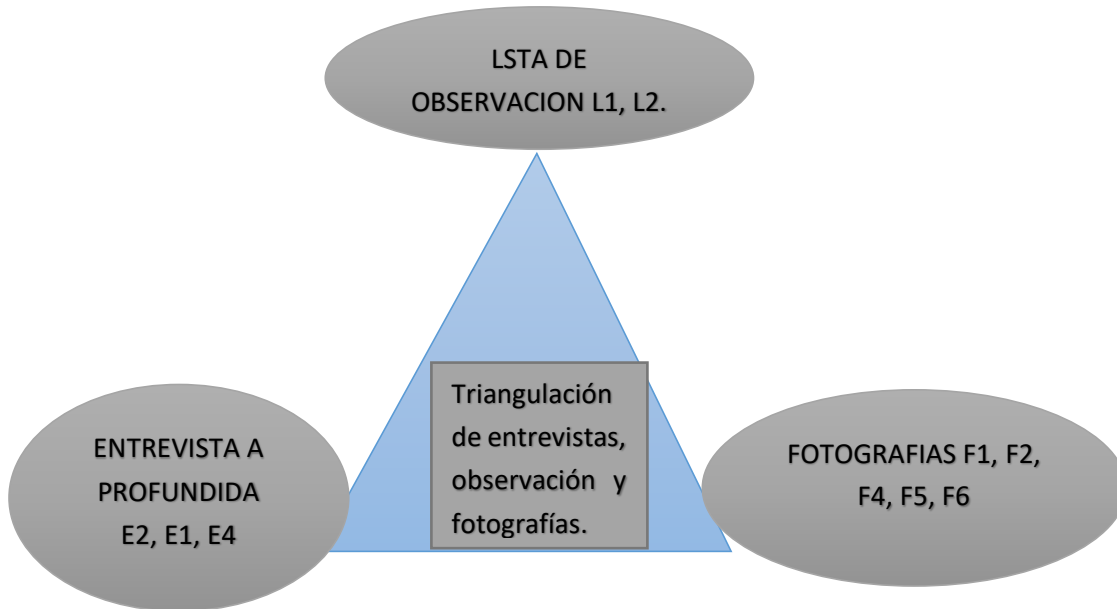 LSTA DE
OBSERVACION L1, L2.
Triangulación
de entrevistas,
observación y
fotografías.
ENTREVISTA A
PROFUNDIDA
E2, E1, E4
FOTOGRAFIAS F1, F2,
F4, F5, F6